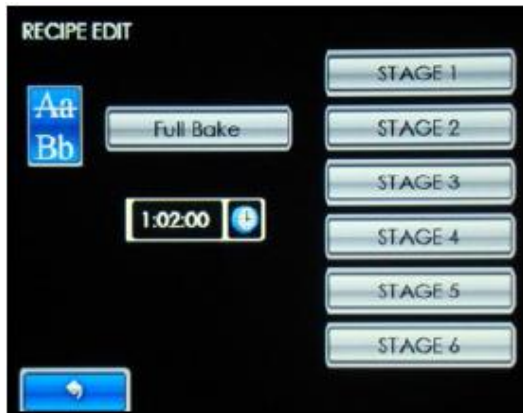 RECIPE EDIT
Aa
Bb
Full Bake
1:02:00
STAGE 1
STAGE 2
STAGE 3
STAGE 4
STAGE 5
STAGE 6